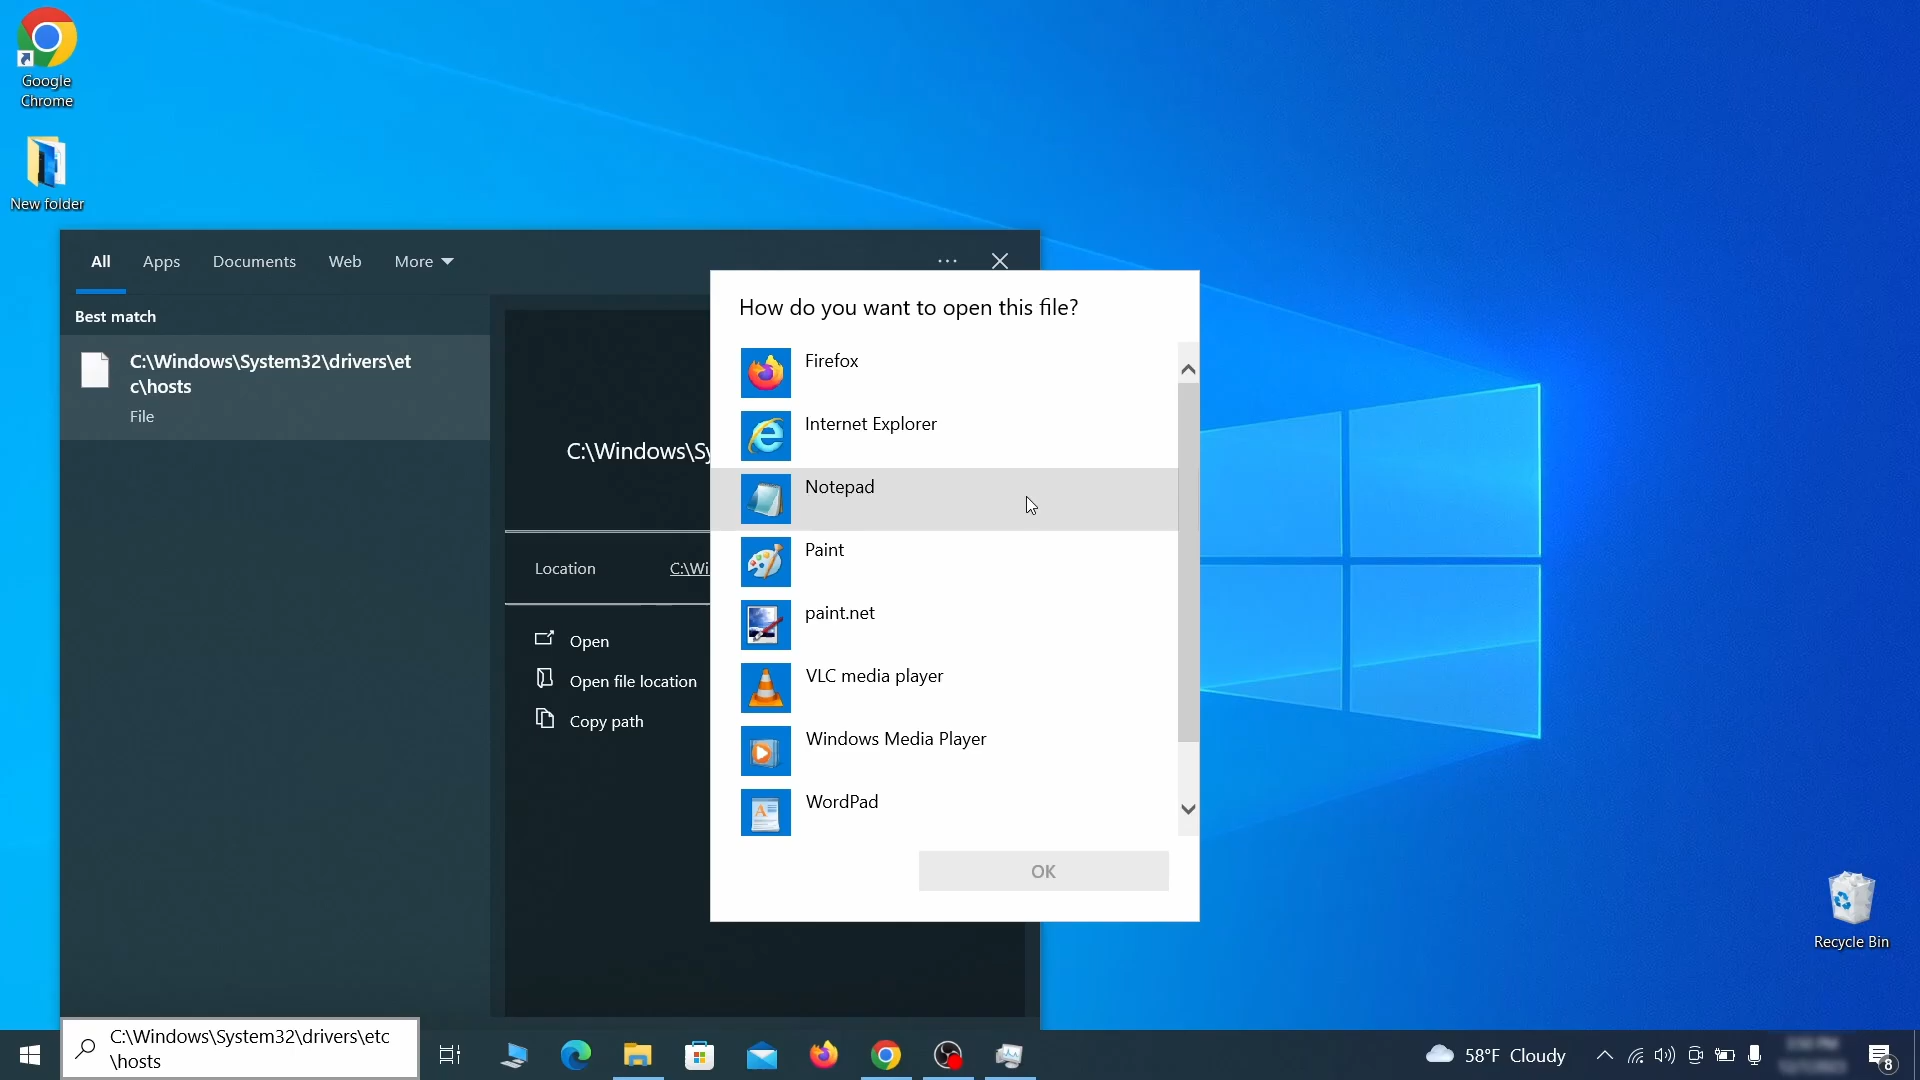 Google
Chrome
New folder
All Apps Documents Web More
Best match
C:\Windows\System32\drivers\et
c\hosts
File
C:\Windows\Sy
Location C:\Wi
Open
Open file location
Copy path
How do you want to open this file?
Firefox
Internet Explorer
Notepad
Paint
paint.net
VLC media player
Windows Media Player
WordPad
OK
Recycle Bin
C:\Windows\System32\drivers\etc
\hosts
58°F Cloudy
8